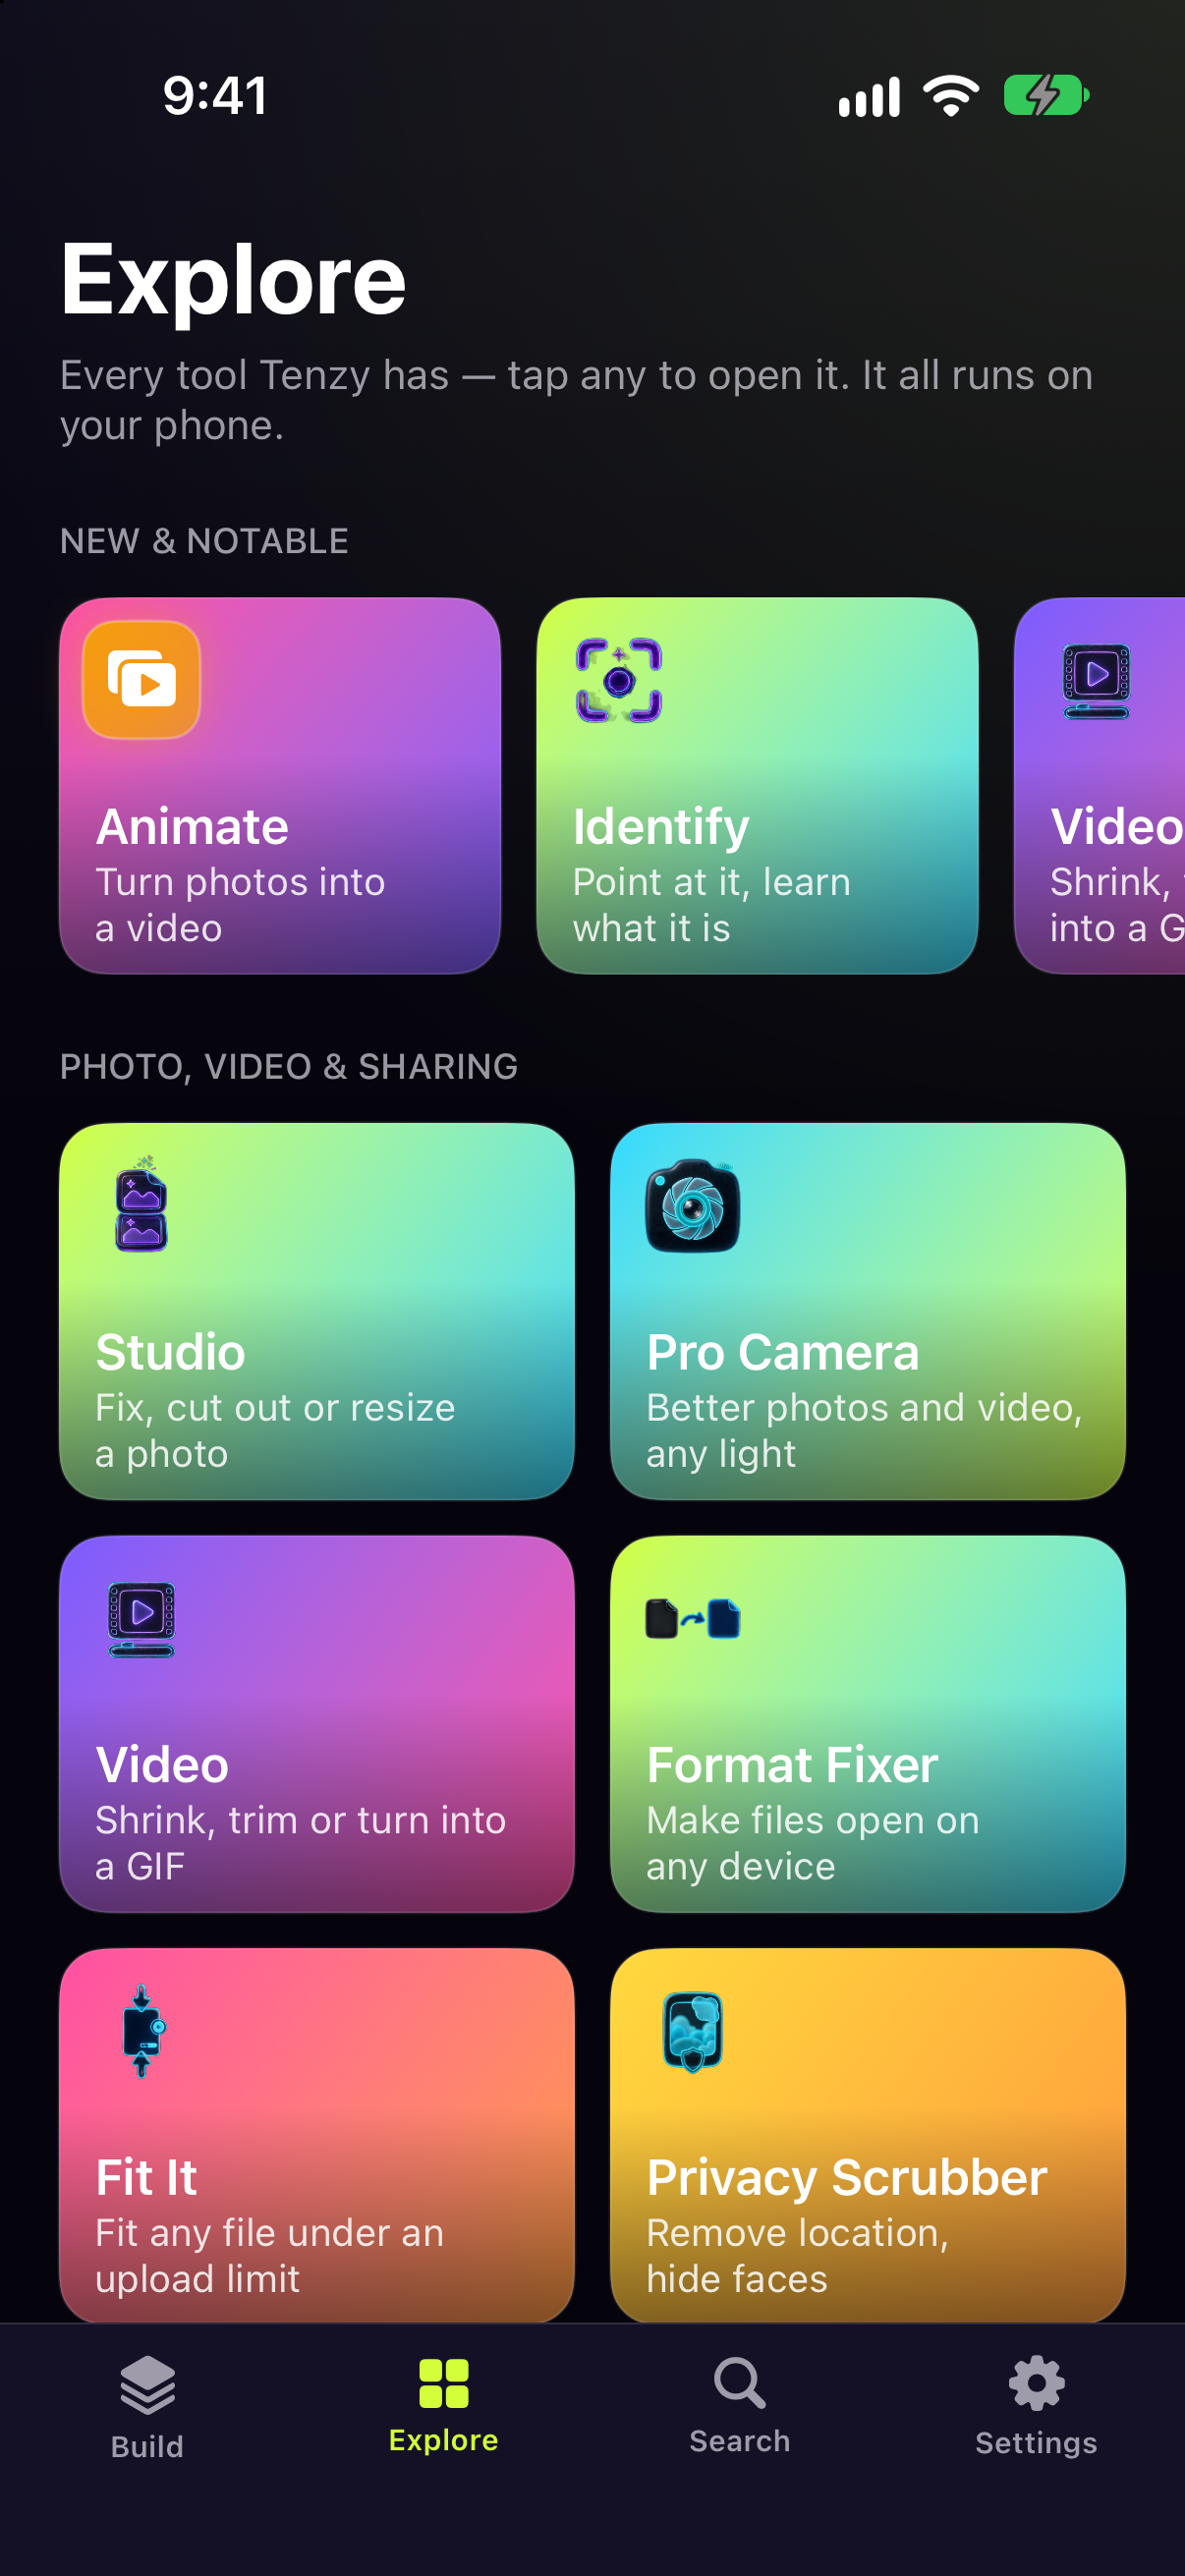 9:41
Explore
Every tool Tenzy has — tap any to open it. It all runs on
your phone.
NEW & NOTABLE
Animate
Turn photos into
a video
Identify
Point at it, learn
what it is
Video
Shrink,
into a G
PHOTO, VIDEO & SHARING
Studio
Fix, cut out or resize
a photo
Pro Camera
Better photos and video,
any light
Video
Shrink, trim or turn into
a GIF
Format Fixer
Make files open on
any device
Fit It
Fit any file under an
upload limit
Privacy Scrubber
Remove location,
hide faces
Build
Explore
Search
Settings